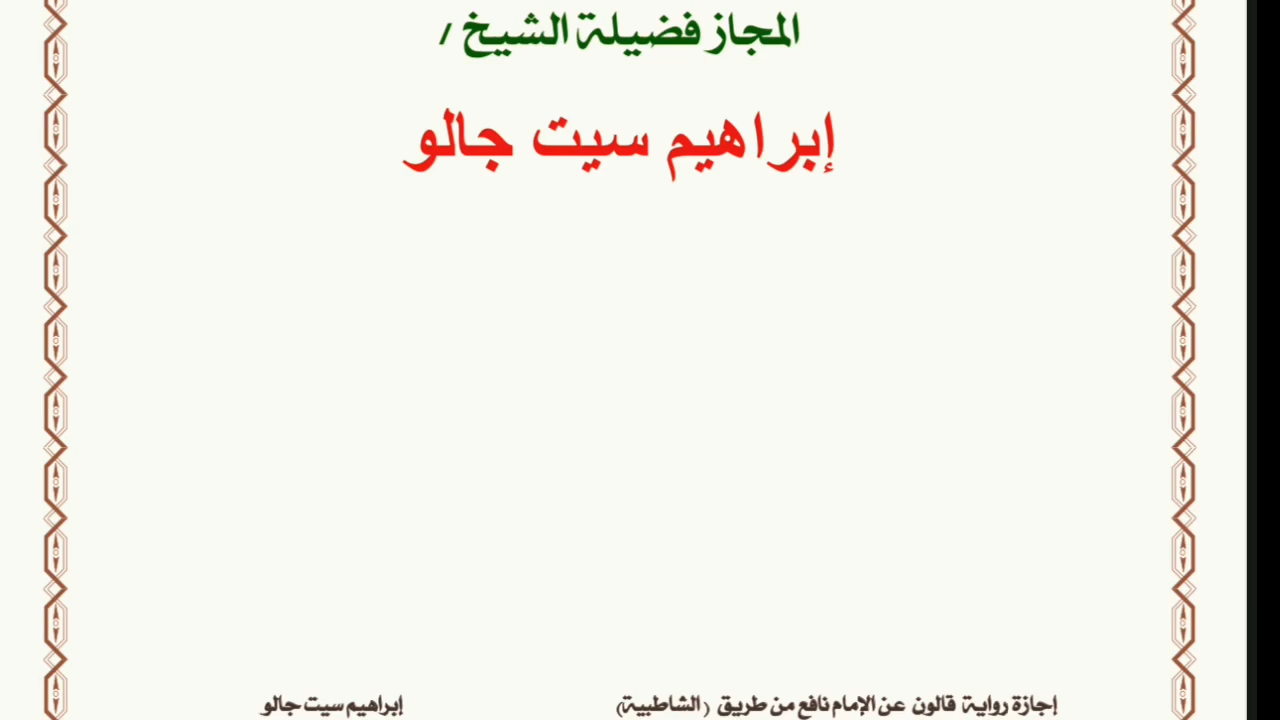 المجاز فضيلة الشيخ /
إبراهيم سيت جالو
إجازة رواية قالون عن الإمام نافع من طريق (الشاطبية) إبراهيم سيت جالو